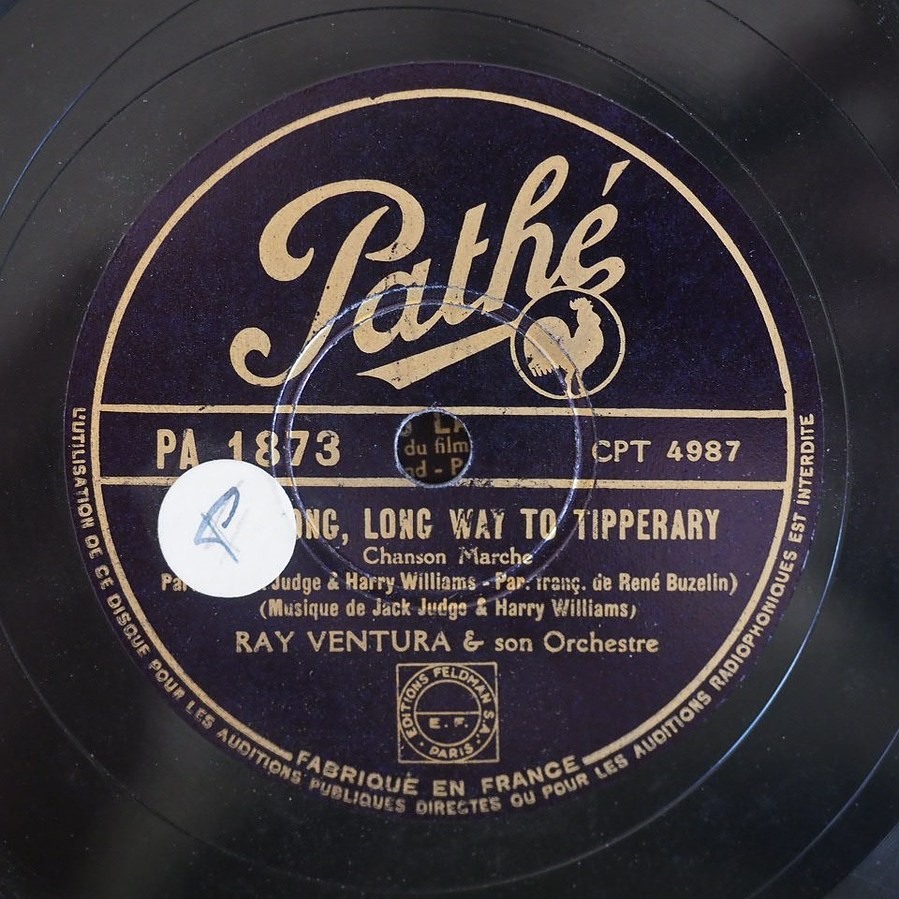 Pathé
PA 1873
LA
du film
nd - P
CPT 4987
ONG, LONG WAY TO TIPPERARY
Chanson Marche
Judge & Harry Williams - Par. franç. de René Buzelin)
(Musique de Jack Judge & Harry Williams)
RAY VENTURA & son Orchestre
EDITIONS FELDMAN S.A.
E. F.
PARIS
FABRIQUÉ EN FRANCE
L'UTILISATION DE CE DISQUE POUR LES AUDITIONS PUBLIQUES DIRECTES OU POUR LES AUDITIONS RADIOPHONIQUES EST INTERDITE